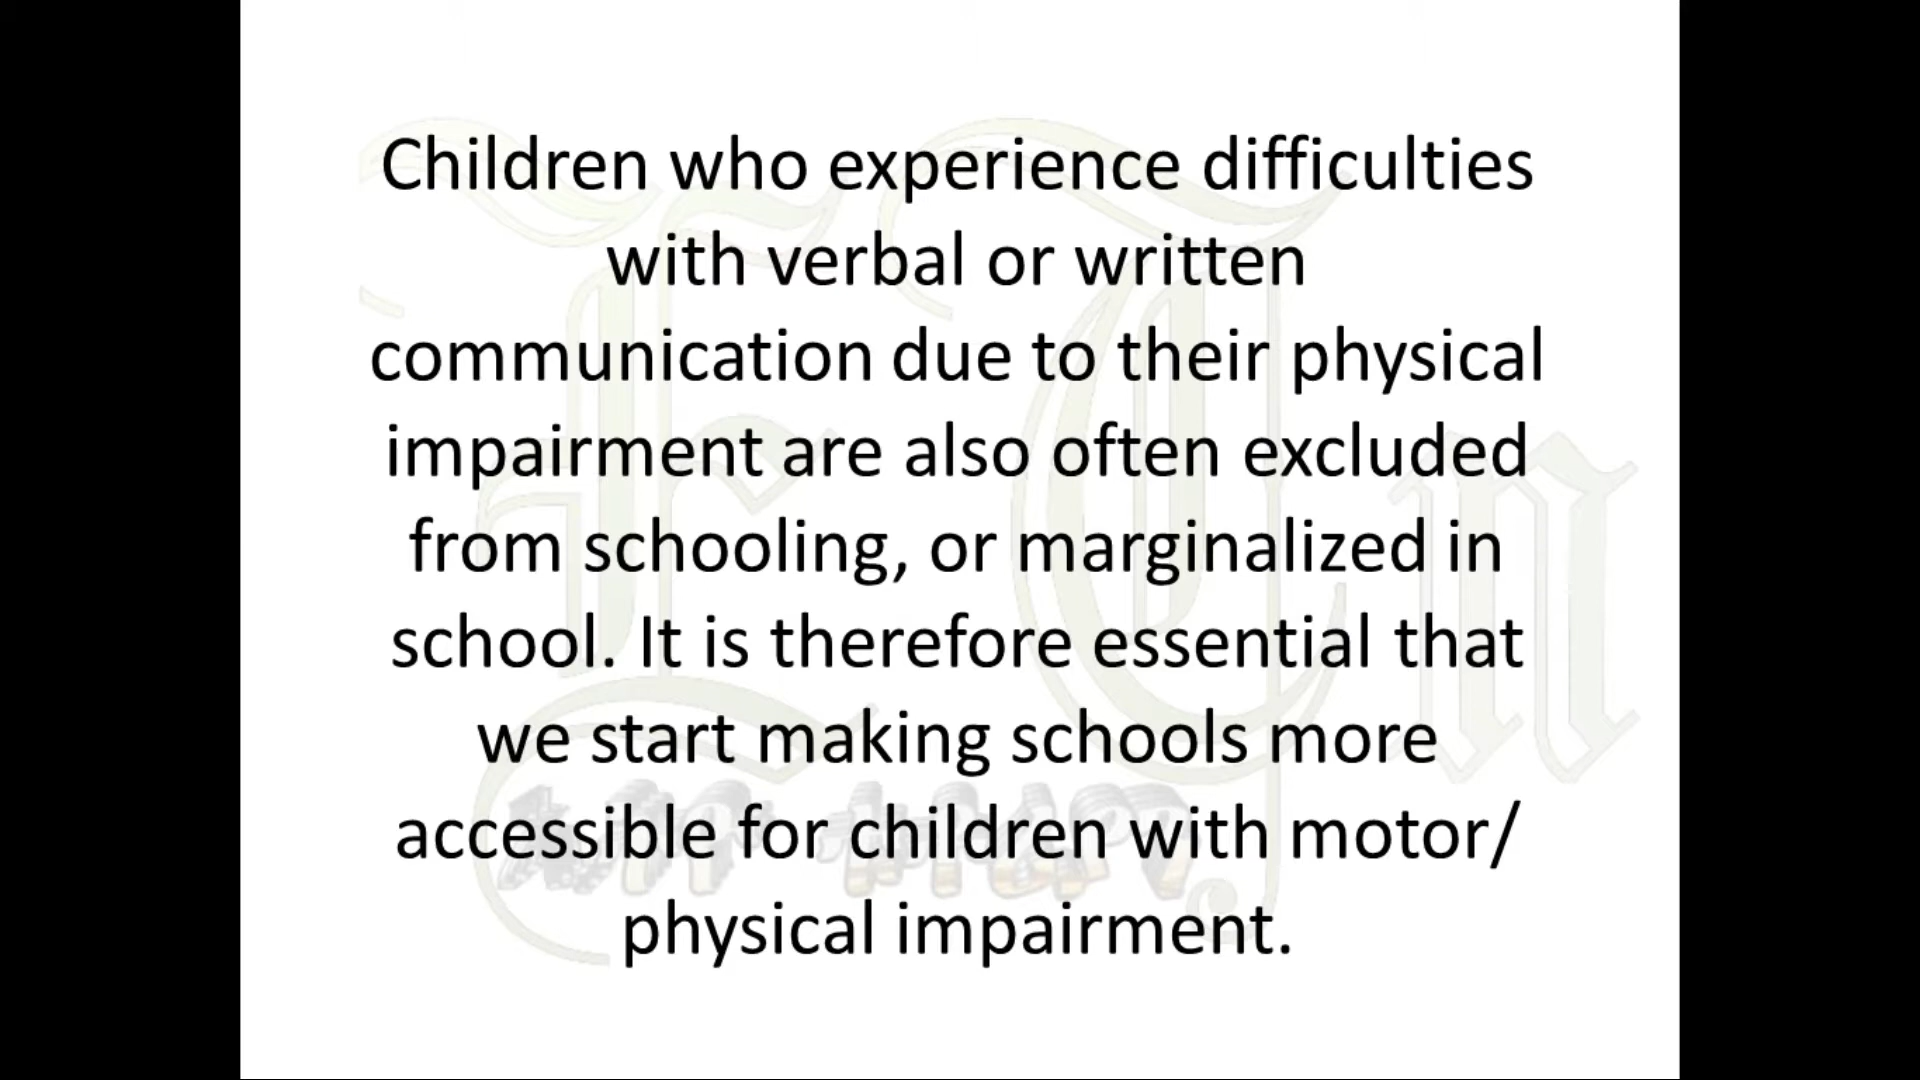 Children who experience difficulties
with verbal or written
communication due to their physical
impairment are also often excluded
from schooling, or marginalized in
school. It is therefore essential that
we start making schools more
accessible for children with motor/
physical impairment.